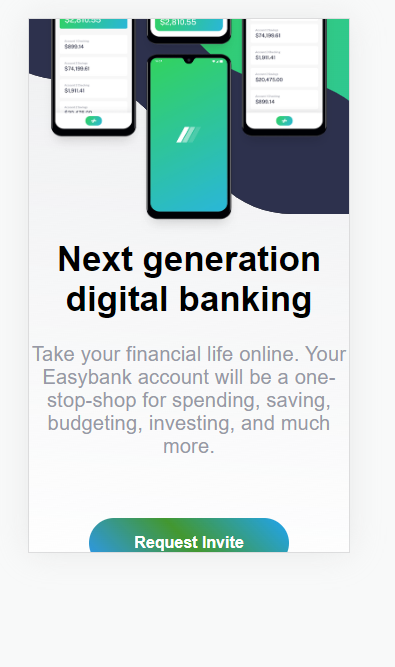 $2,810.55
$2,810.55
$899.14
$74,199.61
$1,911.41
$74,199.61
$1,911.41
$20,475.00
$899.14
Next generation
digital banking
Take your financial life online. Your
Easybank account will be a one-
stop-shop for spending, saving,
budgeting, investing, and much
more.
Request Invite